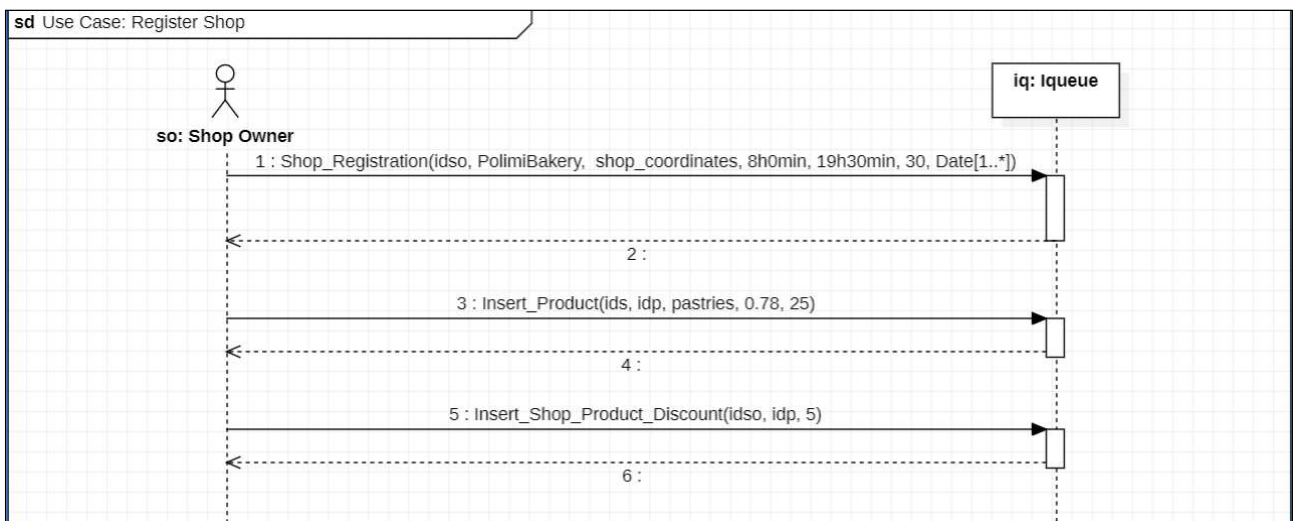 sd Use Case: Register Shop
iq: Iqueue
so: Shop Owner
1 : Shop_Registration(idso, PolimiBakery, shop_coordinates, 8h0min, 19h30min, 30, Date[1..*])
2 :
3 : Insert_Product(ids, idp, pastries, 0.78, 25)
4 :
5 : Insert_Shop_Product_Discount(idso, idp, 5)
6 :